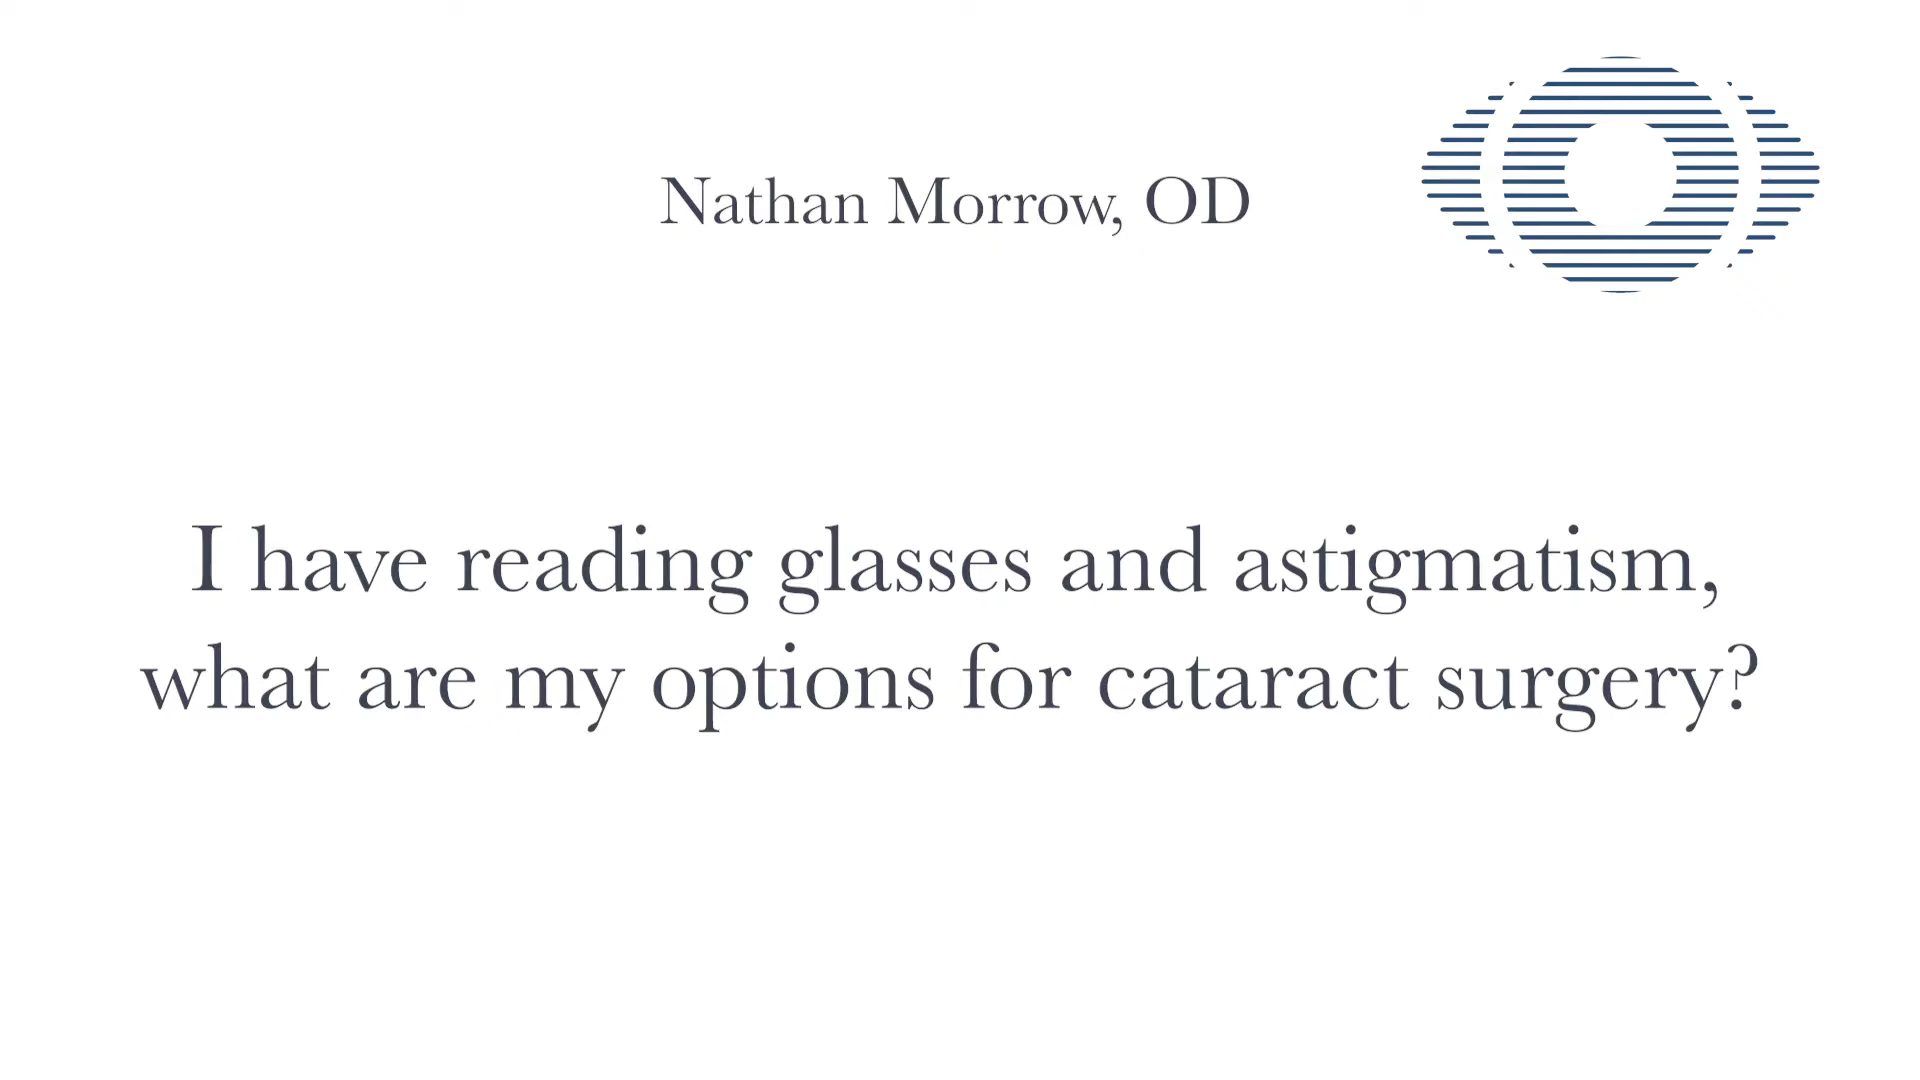 Nathan Morrow, OD
I have reading glasses and astigmatism,
what are my options for cataract surgery?